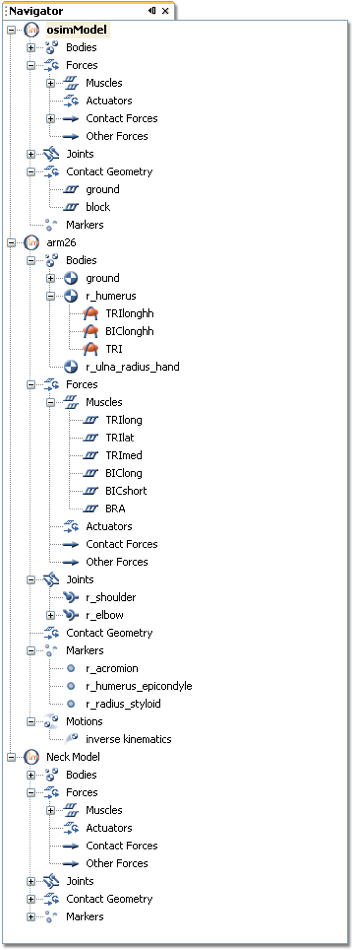 Navigator
osimModel
Bodies
Forces
Muscles
Actuators
Contact Forces
Other Forces
Joints
Contact Geometry
ground
block
Markers
arm26
Bodies
ground
r_humerus
TRIlonghh
BIClonghh
TRI
r_ulna_radius_hand
Forces
Muscles
TRIlong
TRIlat
TRImed
BIClong
BICshort
BRA
Actuators
Contact Forces
Other Forces
Joints
r_shoulder
r_elbow
Contact Geometry
Markers
r_acromion
r_humerus_epicondyle
r_radius_styloid
Motions
inverse kinematics
Neck Model
Bodies
Forces
Muscles
Actuators
Contact Forces
Other Forces
Joints
Contact Geometry
Markers